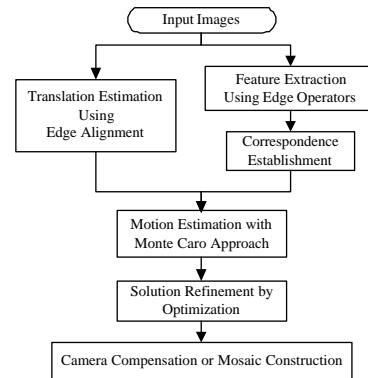 Input Images
Translation Estimation
Using
Edge Alignment
Feature Extraction
Using Edge Operators
Correspondence
Establishment
Motion Estimation with
Monte Caro Approach
Solution Refinement by
Optimization
Camera Compensation or Mosaic Construction